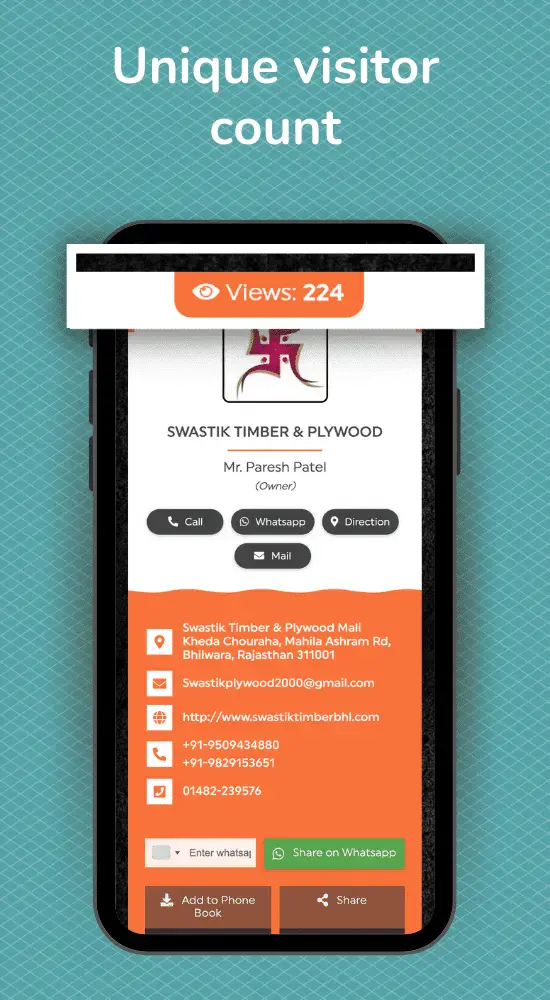 Unique visitor
count
Views: 224
SWASTIK TIMBER & PLYWOOD
Mr. Paresh Patel
(Owner)
Call
Whatsapp
Direction
Mail
Swastik Timber & Plywood Mali
Kheda Chouraha, Mahila Ashram Rd,
Bhilwara, Rajasthan 311001
Swastikplywood2000@gmail.com
http://www.swastiktimberbhl.com
+91-9509434880
+91-9829153651
01482-239576
Enter whatsap
Share on Whatsapp
Add to Phone
Book
Share